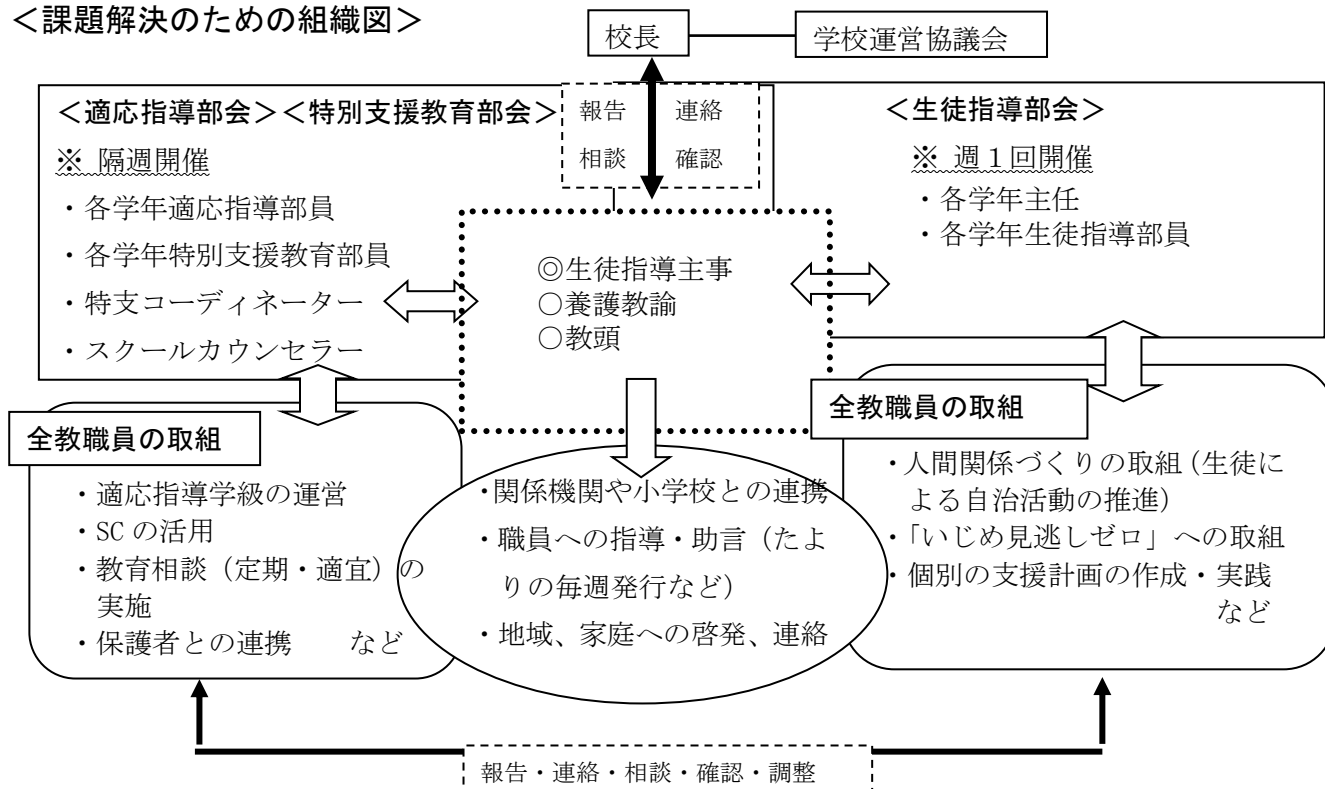 ＜課題解決のための組織図＞
校長
学校運営協議会
＜適応指導部会＞＜特別支援教育部会＞
※ 隔週開催
・各学年適応指導部員
・各学年特別支援教育部員
・特支コーディネーター
・スクールカウンセラー
報告 連絡
相談 確認
＜生徒指導部会＞
※ 週１回開催
・各学年主任
・各学年生徒指導部員
◎生徒指導主事
○養護教諭
○教頭
全教職員の取組
・適応指導学級の運営
・SC の活用
・教育相談（定期・適宜）の
実施
・保護者との連携　　など
・関係機関や小学校との連携
・職員への指導・助言（たよ
りの毎週発行など）
・地域、家庭への啓発、連絡
全教職員の取組
・人間関係づくりの取組（生徒に
よる自治活動の推進）
・「いじめ見逃しゼロ」への取組
・個別の支援計画の作成・実践
など
報告・連絡・相談・確認・調整